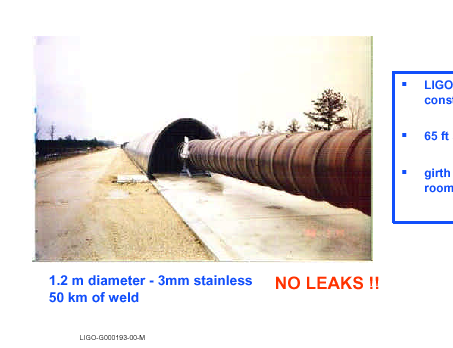 LIGO
const
65 ft
girth
room
1.2 m diameter - 3mm stainless
50 km of weld
NO LEAKS !!
LIGO-G000193-00-M